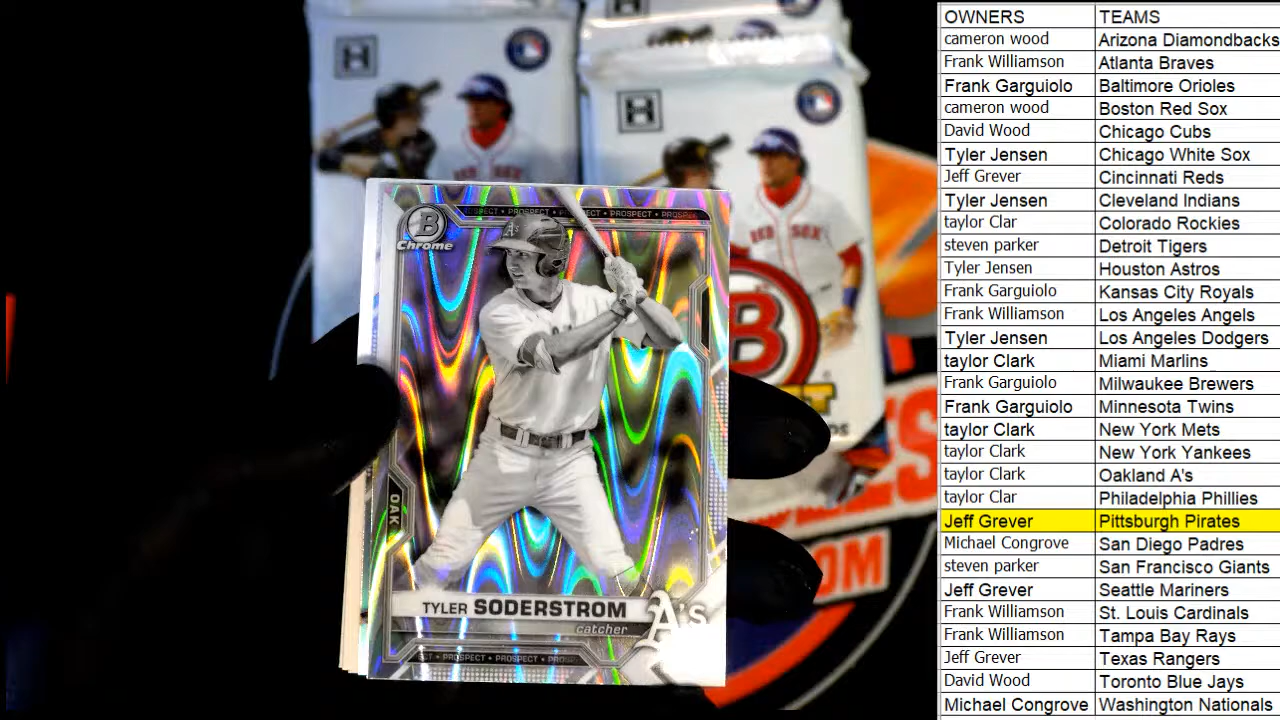 OWNERS TEAMS
cameron wood Arizona Diamondbacks
Frank Williamson Atlanta Braves
Frank Garguiolo Baltimore Orioles
cameron wood Boston Red Sox
David Wood Chicago Cubs
Tyler Jensen Chicago White Sox
Jeff Grever Cincinnati Reds
Tyler Jensen Cleveland Indians
taylor Clar Colorado Rockies
steven parker Detroit Tigers
Tyler Jensen Houston Astros
Frank Garguiolo Kansas City Royals
Frank Williamson Los Angeles Angels
Tyler Jensen Los Angeles Dodgers
taylor Clark Miami Marlins
Frank Garguiolo Milwaukee Brewers
Frank Garguiolo Minnesota Twins
taylor Clark New York Mets
taylor Clark New York Yankees
taylor Clark Oakland A's
taylor Clar Philadelphia Phillies
Jeff Grever Pittsburgh Pirates
Michael Congrove San Diego Padres
steven parker San Francisco Giants
Jeff Grever Seattle Mariners
Frank Williamson St. Louis Cardinals
Frank Williamson Tampa Bay Rays
Jeff Grever Texas Rangers
David Wood Toronto Blue Jays
Michael Congrove Washington Nationals
H
H
RED SOX
B
PROSPECT • PROSPECT
B
Chrome
A's
OAK
TYLER SODERSTROM
catcher
A's
PROSPECT • PROSPECT
OM